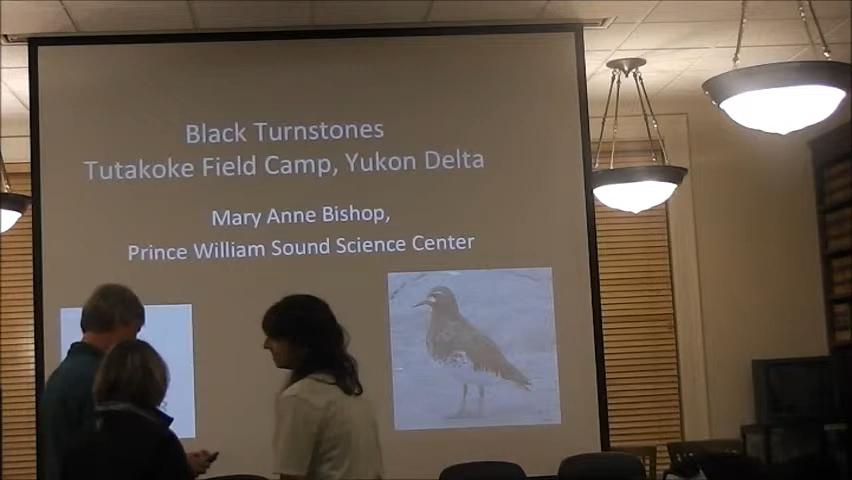 Black Turnstones
Tutakoke Field Camp, Yukon Delta
Mary Anne Bishop,
Prince William Sound Science Center